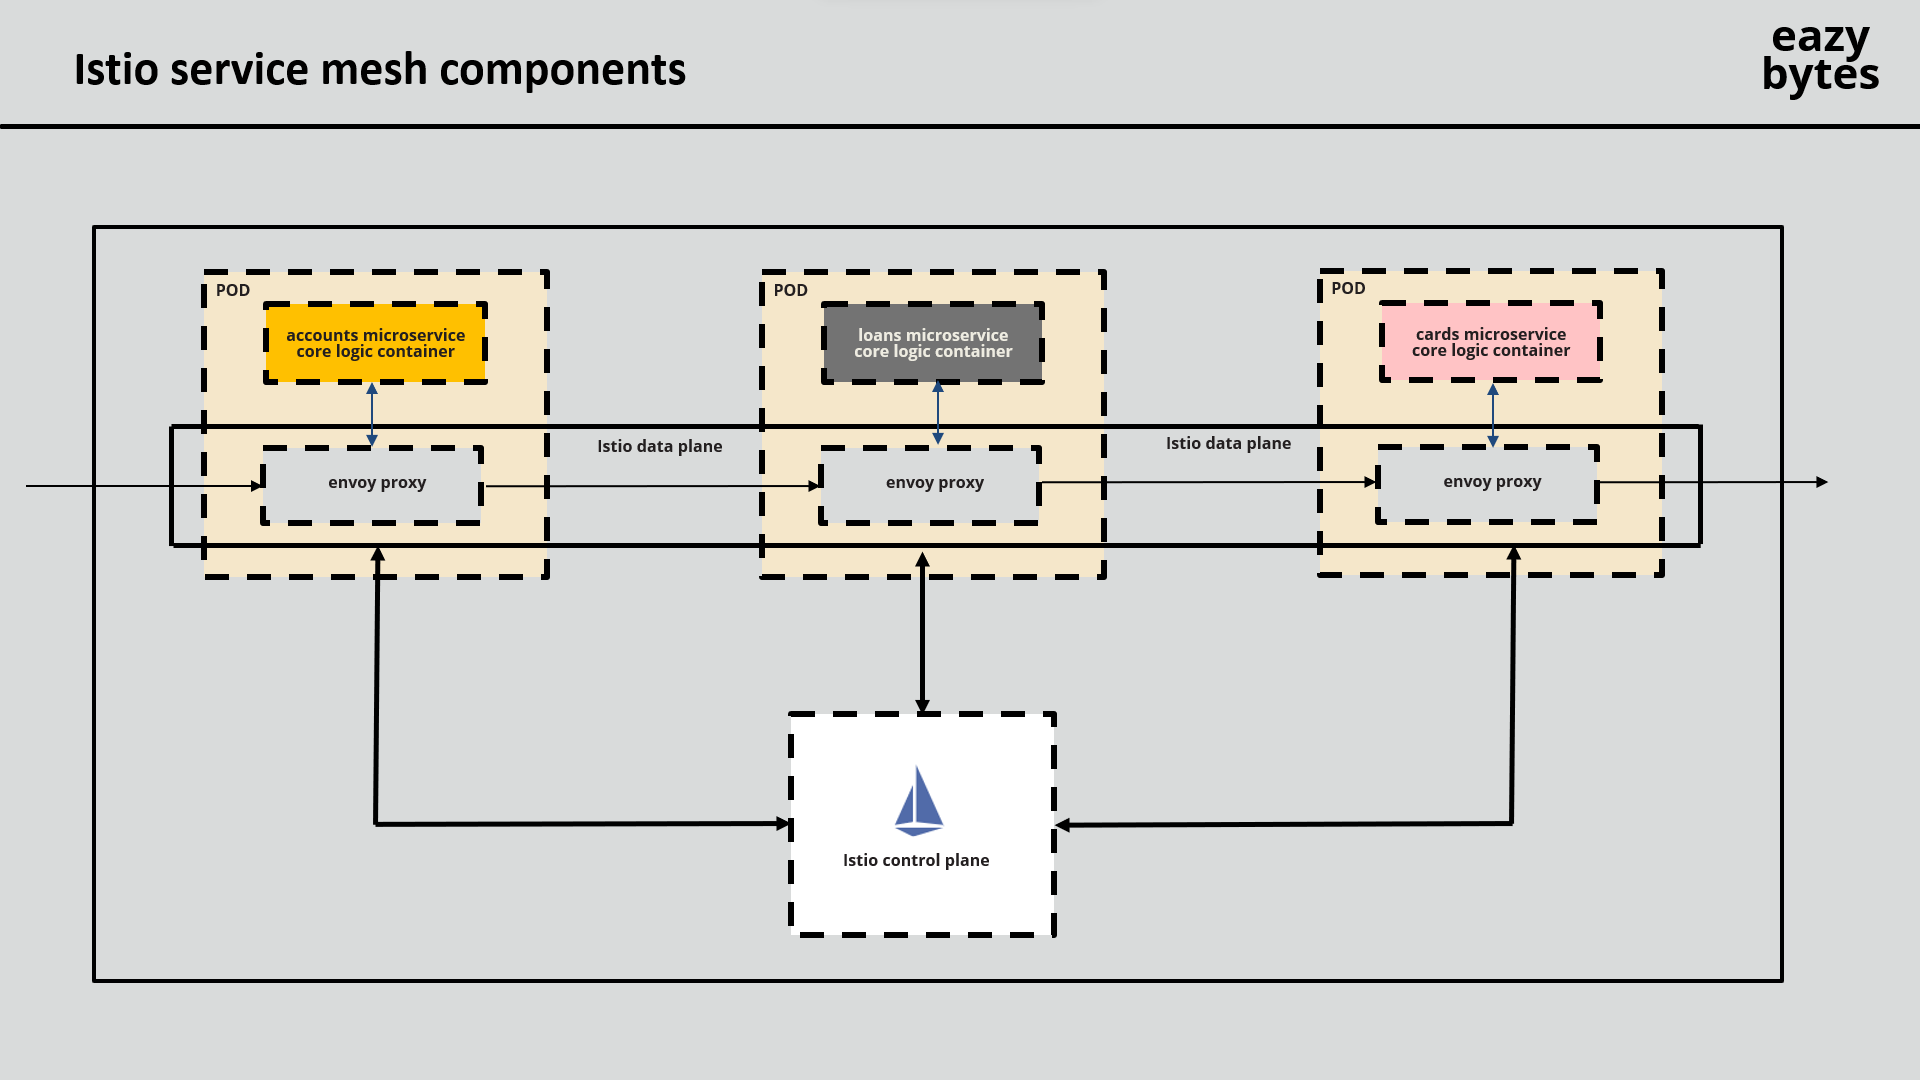 Istio service mesh components
eazy
bytes
POD
accounts microservice
core logic container
envoy proxy
Istio data plane
POD
loans microservice
core logic container
envoy proxy
Istio data plane
POD
cards microservice
core logic container
envoy proxy
Istio control plane